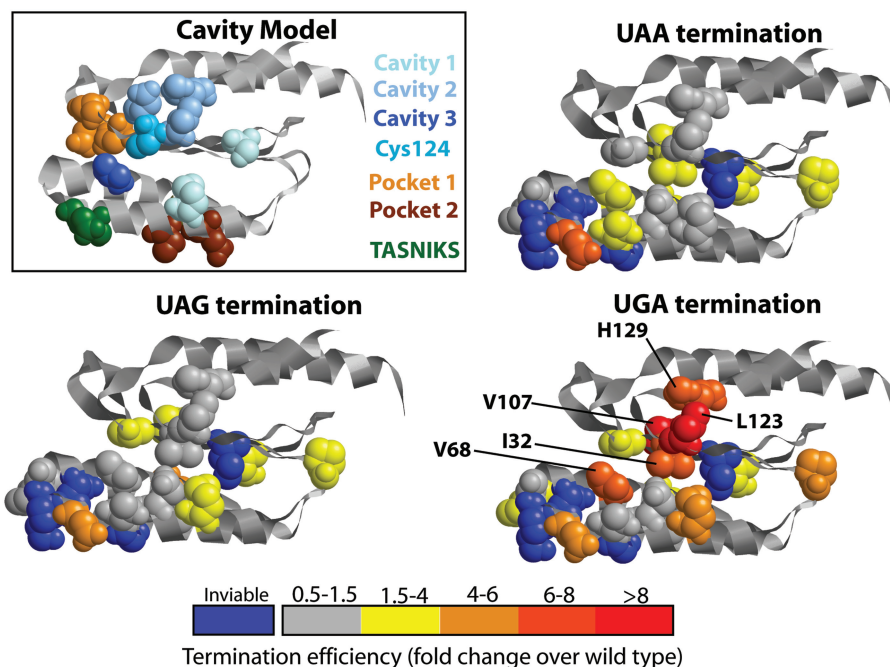 Cavity Model
Cavity 1
Cavity 2
Cavity 3
Cys124
Pocket 1
Pocket 2
TASNIKS
UAA termination
UAG termination
UGA termination
H129
V107
L123
I32
V68
Inviable 0.5-1.5 1.5-4 4-6 6-8 >8
Termination efficiency (fold change over wild type)